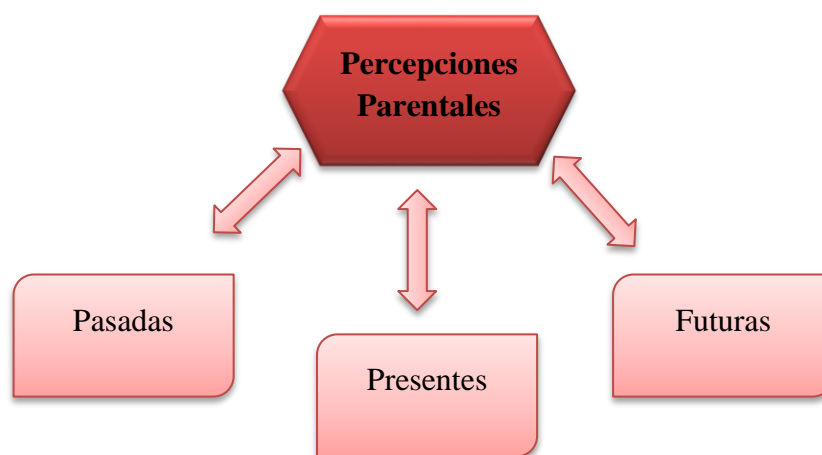 Percepciones
Parentales
Pasadas
Presentes
Futuras